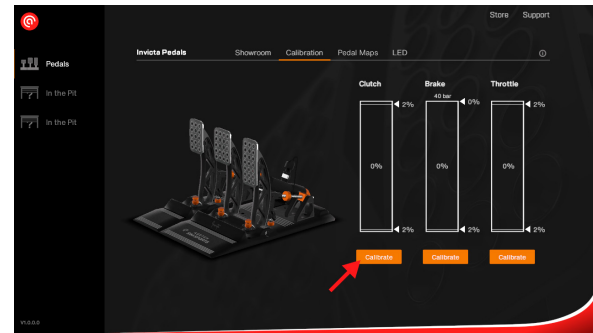 Store Support
Invicta Pedals Showroom Calibration Pedal Maps LED
Pedals
In the Pit
In the Pit
Clutch Brake Throttle
40 bar
2% 0% 2%
0% 0% 0%
2% 2% 2%
Calibrate Calibrate Calibrate
V1.0.0.0